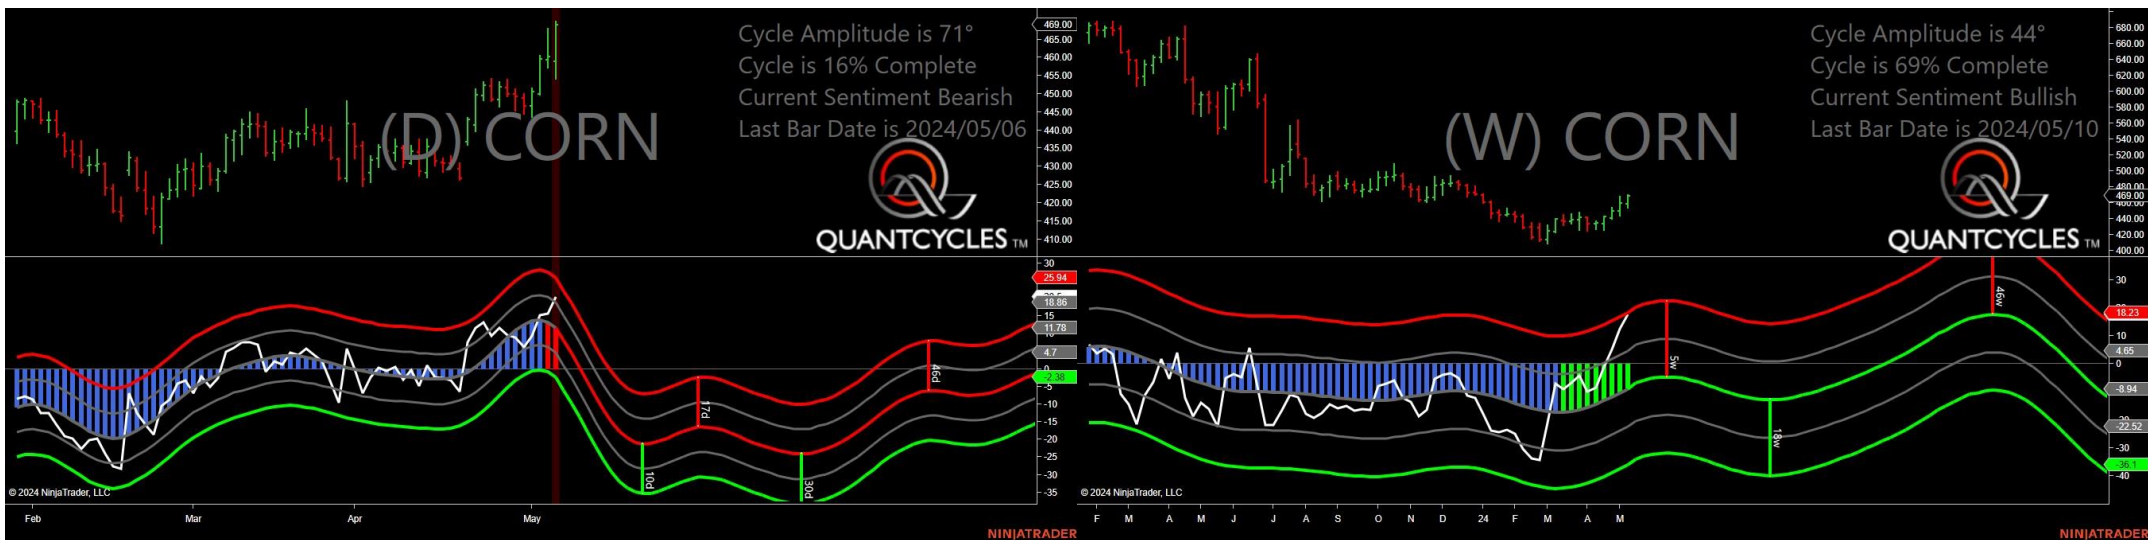 Cycle Amplitude is 71°
Cycle is 16% Complete
Current Sentiment Bearish
Last Bar Date is 2024/05/06
(D) CORN
QUANTCYCLES TM
469.00
465.00
460.00
455.00
450.00
445.00
440.00
435.00
430.00
425.00
420.00
415.00
410.00
30
25.94
18.86
15
11.78
4.7
0
-2.38
-5
-10
-15
-20
-25
-30
-35
10d
17d
30d
46d
© 2024 NinjaTrader, LLC
Feb
Mar
Apr
May
NINJATRADER
Cycle Amplitude is 44°
Cycle is 69% Complete
Current Sentiment Bullish
Last Bar Date is 2024/05/10
(W) CORN
QUANTCYCLES TM
680.00
660.00
640.00
620.00
600.00
580.00
560.00
540.00
520.00
500.00
480.00
469.00
460.00
440.00
420.00
400.00
30
18.23
10
4.65
-8.94
-22.52
-30
-36.1
-40
5w
18w
46w
© 2024 NinjaTrader, LLC
F
M
A
M
J
J
A
S
O
N
D
24
F
M
A
M
NINJATRADER